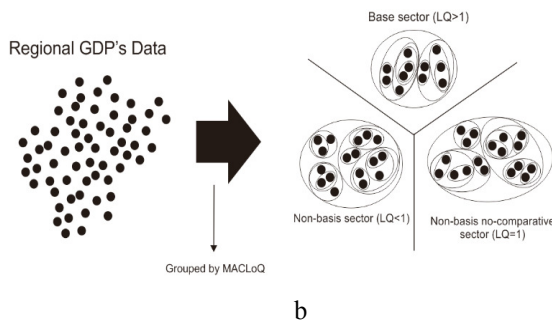 Base sector (LQ>1)
Regional GDP's Data
Non-basis sector (LQ<1)
Non-basis no-comparative
sector (LQ=1)
Grouped by MACLoQ
b